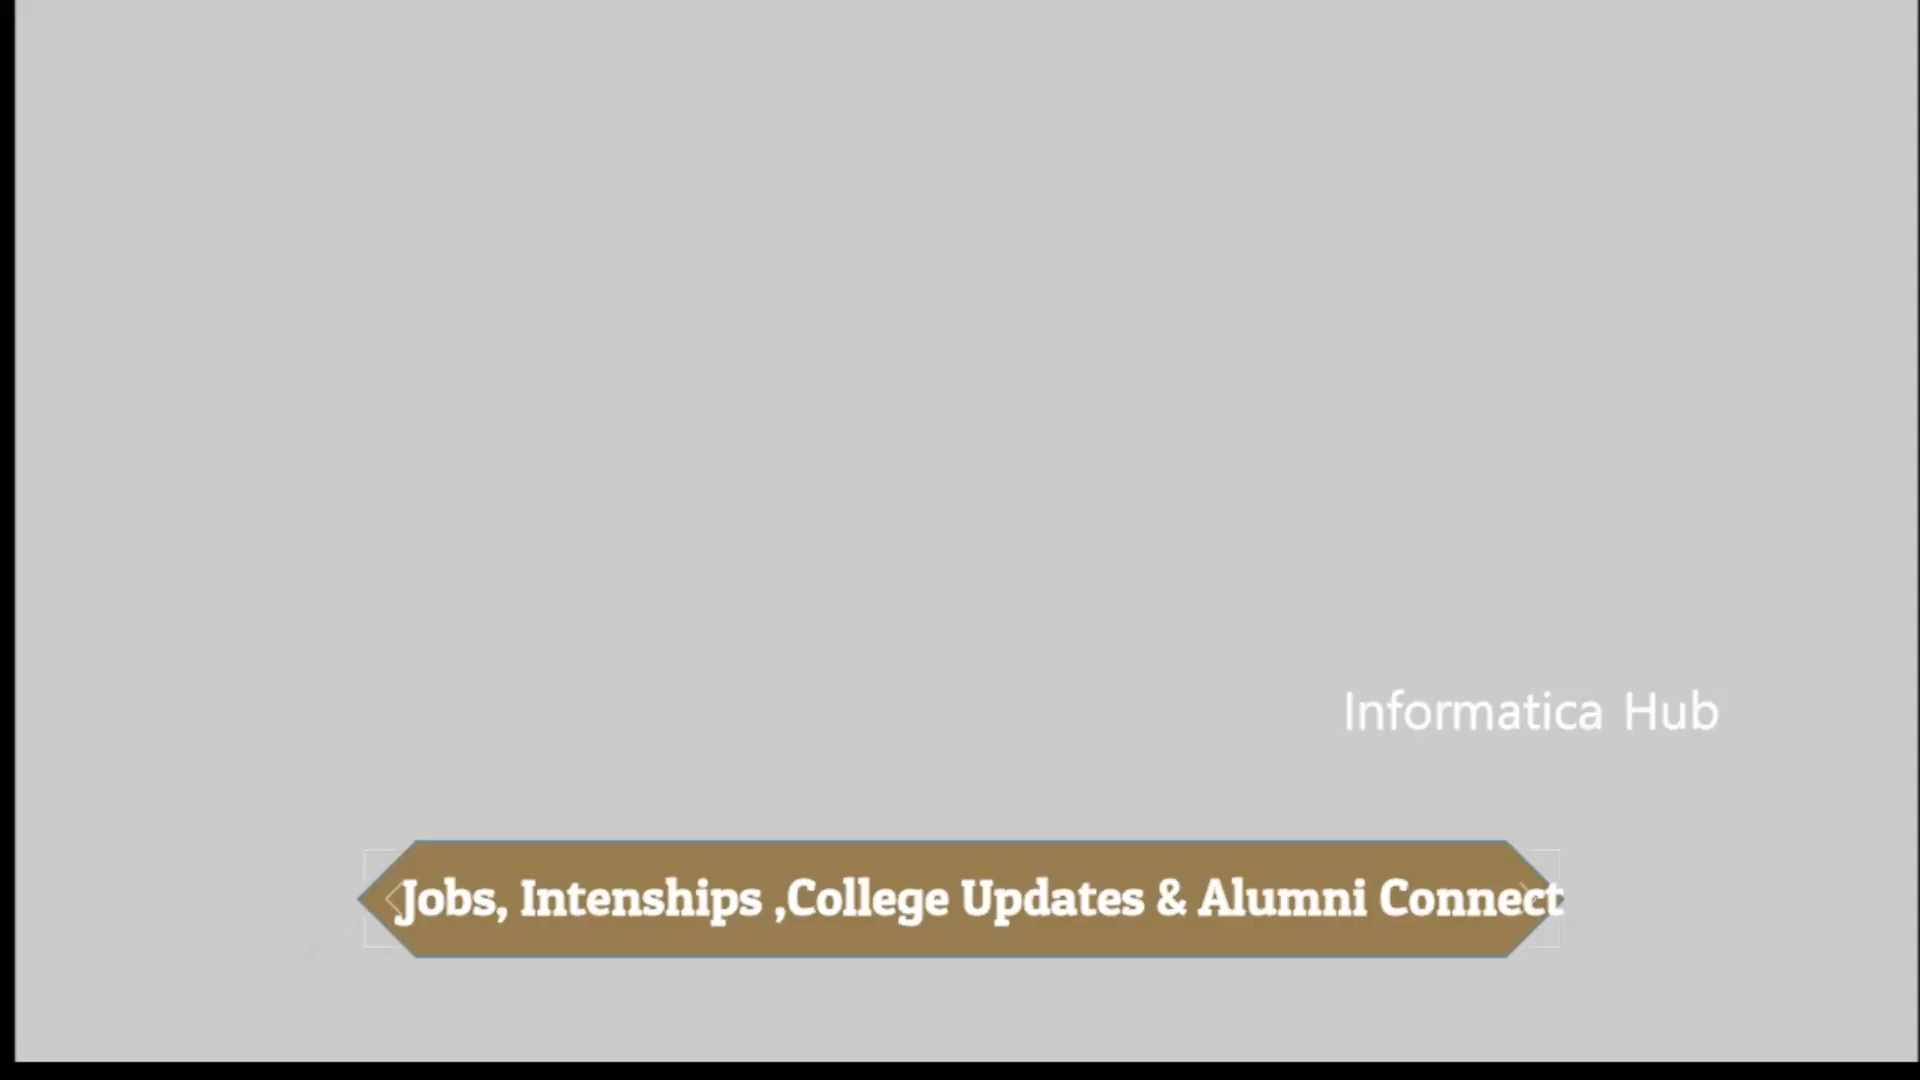 Informatica Hub
Jobs, Intenships ,College Updates & Alumni Connect